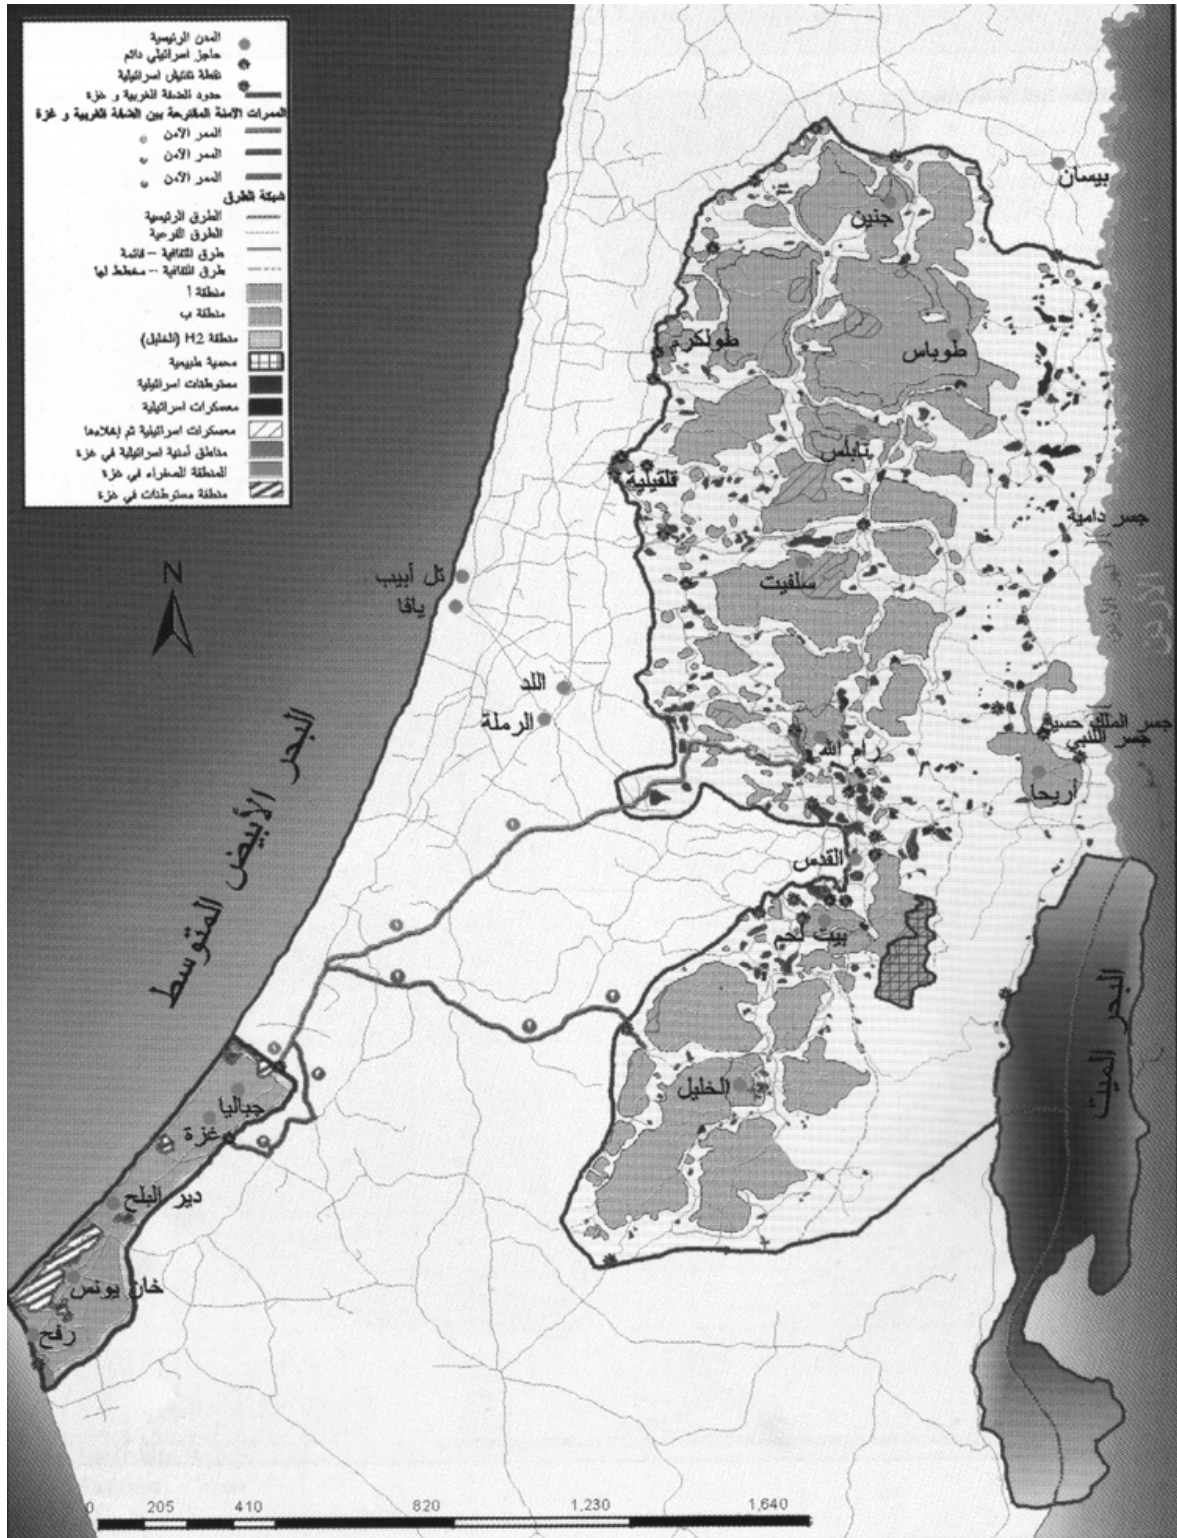 المدن الرئيسية
حاجز اسرائيلي دائم
نقطة تفتيش اسرائيلية
حدود الضفة الغربية و غزة
الممرات الآمنة المقترحة بين الضفة الغربية و غزة
الممر الآمن
الممر الآمن
الممر الآمن
شبكة الطرق
الطرق الرئيسية
الطرق الفرعية
طرق التفافية - قائمة
طرق التفافية - مخطط لها
منطقة أ
منطقة ب
منطقة H2 (الخليل)
محمية طبيعية
مستوطنات اسرائيلية
معسكرات اسرائيلية
معسكرات اسرائيلية تم إخلاءها
مناطق أمنية اسرائيلية في غزة
المنطقة الصفراء في غزة
منطقة مستوطنات في غزة
بيسان
جنين
طولكرم
طوباس
نابلس
قلقيلية
جسر دامية
سلفيت
N
تل أبيب
يافا
اللد
الرملة
نهر الأردن
الأردن
جسر الملك حسين
جسر اللنبي
رام الله
أريحا
القدس
بيت لحم
البحر الأبيض المتوسط
البحر الميت
الخليل
جباليا
غزة
دير البلح
خان يونس
رفح
0 205 410 820 1,230 1,640